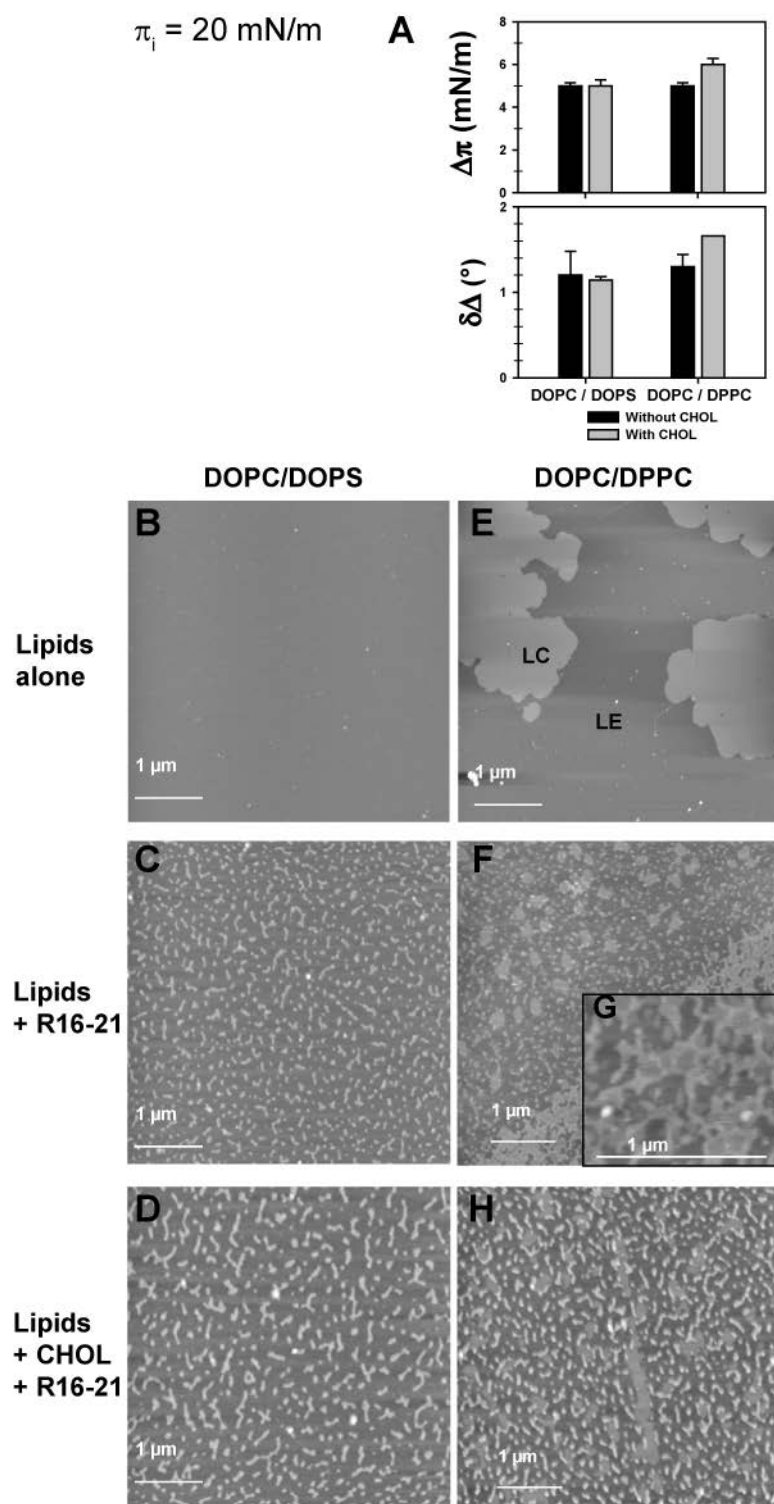 πi = 20 mN/m
A
Δπ (mN/m)
8
6
4
2
0
δΔ (°)
2
1
0
DOPC / DOPS
DOPC / DPPC
Without CHOL
With CHOL
DOPC/DOPS
DOPC/DPPC
Lipids
alone
B
1 µm
E
LC
LE
1 µm
Lipids
+ R16-21
C
1 µm
F
1 µm
G
1 µm
Lipids
+ CHOL
+ R16-21
D
1 µm
H
1 µm